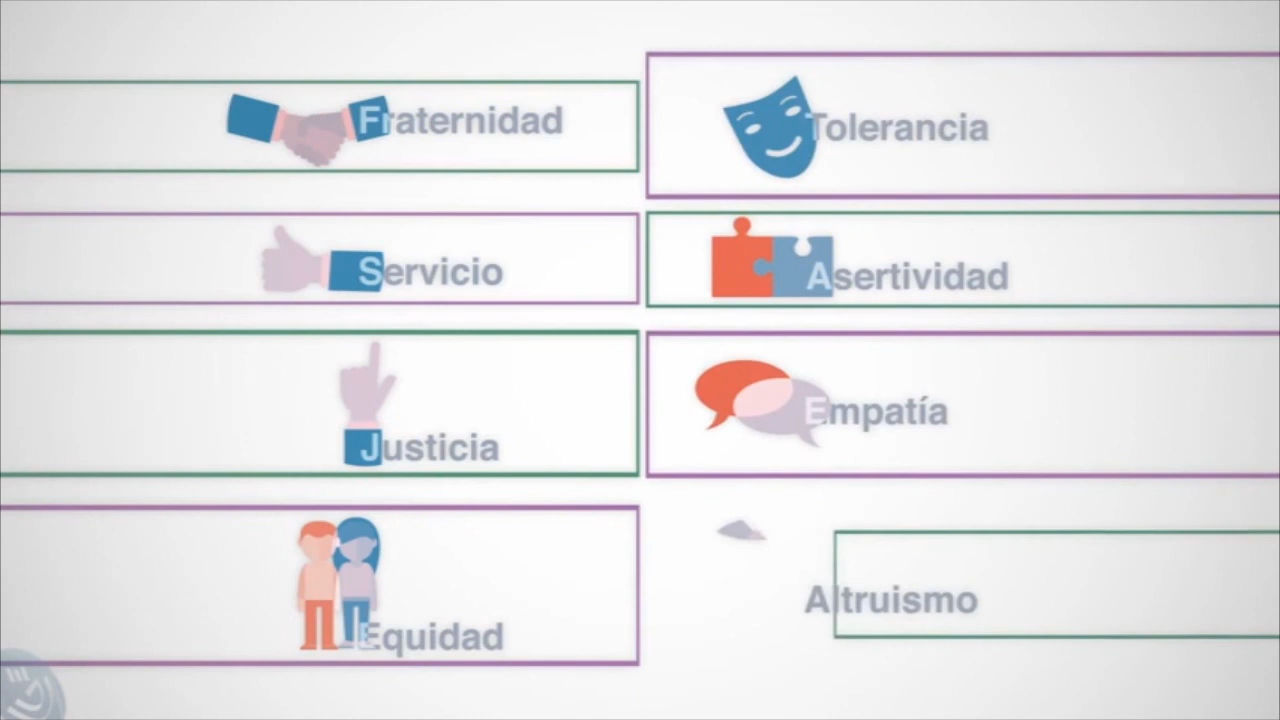 Fraternidad
Servicio
Justicia
Equidad
Tolerancia
Asertividad
Empatía
Altruismo